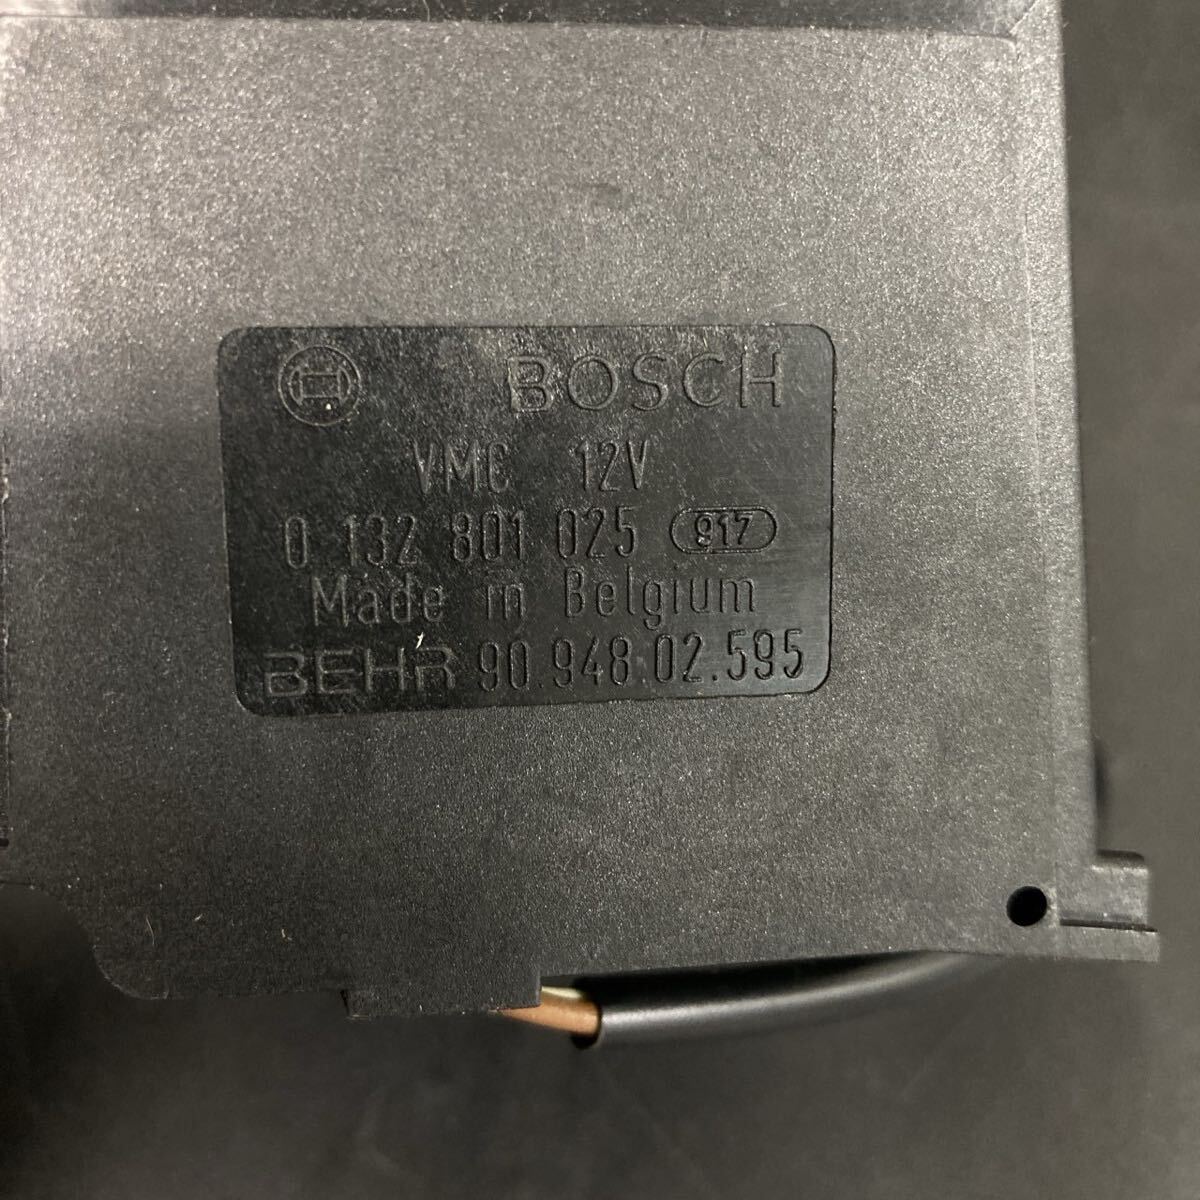 BOSCH
VMC 12V
0 132 801 025 917
Made in Belgium
BEHR 90.948.02.595